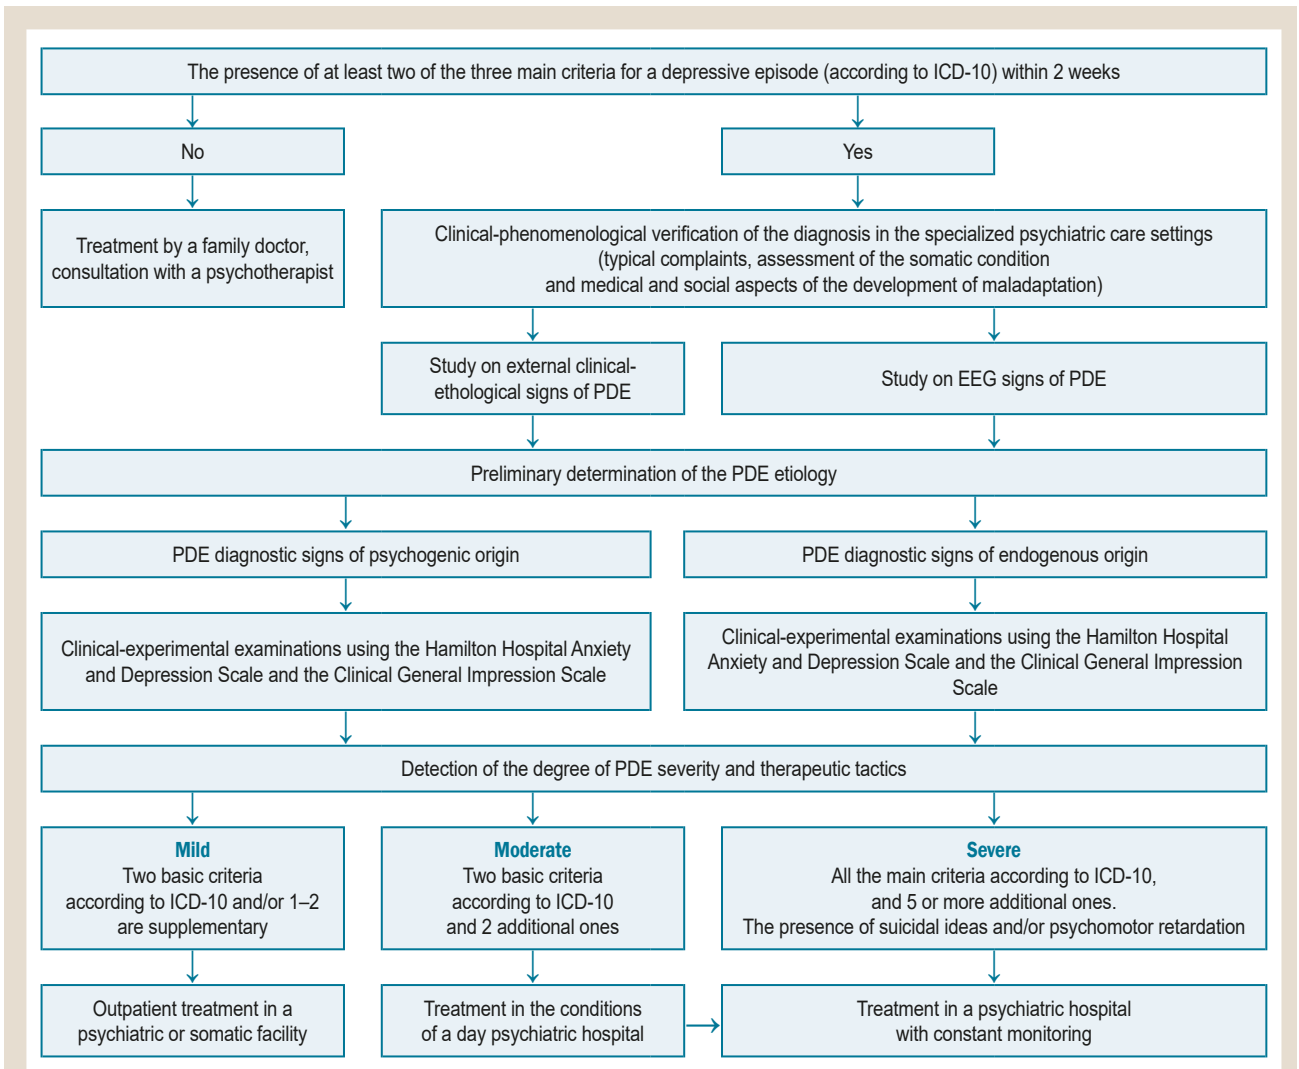 The presence of at least two of the three main criteria for a depressive episode (according to ICD-10) within 2 weeks
No
Yes
Treatment by a family doctor,
consultation with a psychotherapist
Clinical-phenomenological verification of the diagnosis in the specialized psychiatric care settings
(typical complaints, assessment of the somatic condition
and medical and social aspects of the development of maladaptation)
Study on external clinical-
ethological signs of PDE
Study on EEG signs of PDE
Preliminary determination of the PDE etiology
PDE diagnostic signs of psychogenic origin
PDE diagnostic signs of endogenous origin
Clinical-experimental examinations using the Hamilton Hospital Anxiety
and Depression Scale and the Clinical General Impression Scale
Clinical-experimental examinations using the Hamilton Hospital
Anxiety and Depression Scale and the Clinical General Impression
Scale
Detection of the degree of PDE severity and therapeutic tactics
Mild
Two basic criteria
according to ICD-10 and/or 1–2
are supplementary
Moderate
Two basic criteria
according to ICD-10
and 2 additional ones
Severe
All the main criteria according to ICD-10,
and 5 or more additional ones.
The presence of suicidal ideas and/or psychomotor retardation
Outpatient treatment in a
psychiatric or somatic facility
Treatment in the conditions
of a day psychiatric hospital
Treatment in a psychiatric hospital
with constant monitoring